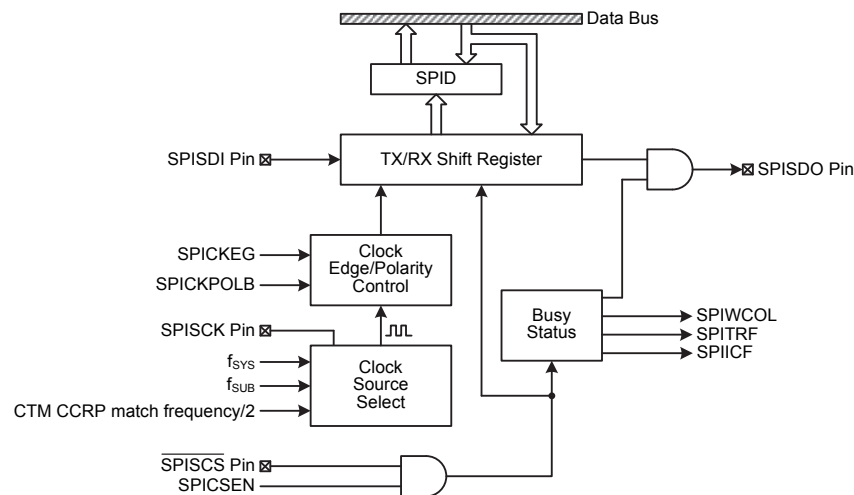 Data Bus
SPID
SPISDI Pin
TX/RX Shift Register
SPISDO Pin
SPICKEG
SPICKPOLB
Clock
Edge/Polarity
Control
SPISCK Pin
fSYS
fSUB
CTM CCRP match frequency/2
Clock
Source
Select
Busy
Status
SPIWCOL
SPITRF
SPIICF
SPISCS Pin
SPICSEN